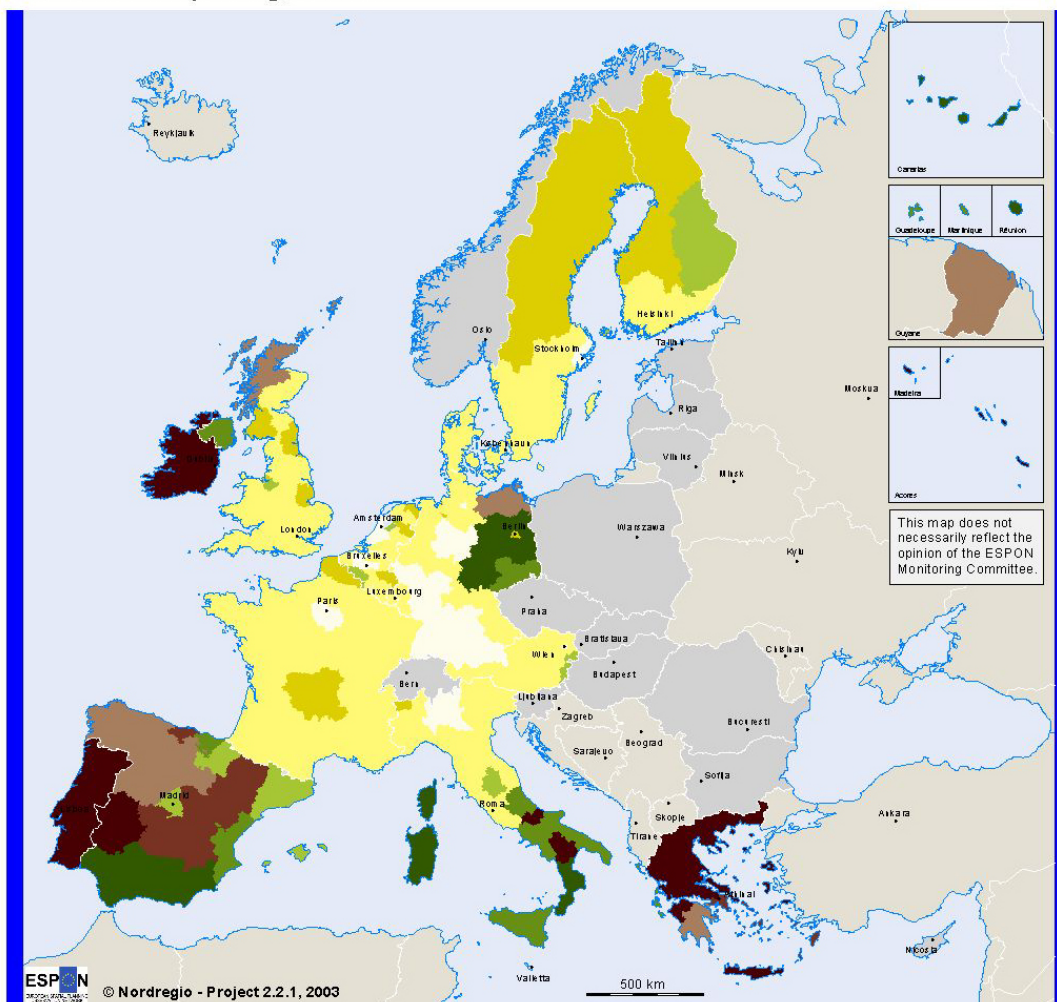 Reykjavik
Canarias
Guadeloupe
Martinique
Réunion
Guyane
Oslo
Helsinki
Stockholm
Tallinn
Madeira
Moskva
Riga
København
Vilnius
Minsk
Acores
This map does not
necessarily reflect the
opinion of the ESPON
Monitoring Committee.
Amsterdam
Berlin
Warszawa
London
Bruxelles
Kyiv
Luxembourg
Paris
Praha
Wien
Bratislava
Chisinau
Bern
Budapest
Ljubljana
Zagreb
Bucuresti
Beograd
Sarajevo
Sofija
Madrid
Roma
Skopje
Tirane
Ankara
Nicosia
Valletta
500 km
ESPON
© Nordregio - Project 2.2.1, 2003